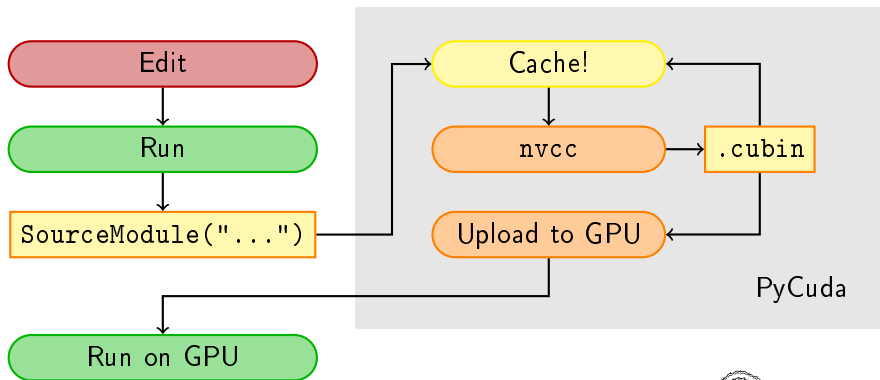 Edit
Run
SourceModule("...")
Cache!
nvcc
.cubin
Upload to GPU
PyCuda
Run on GPU